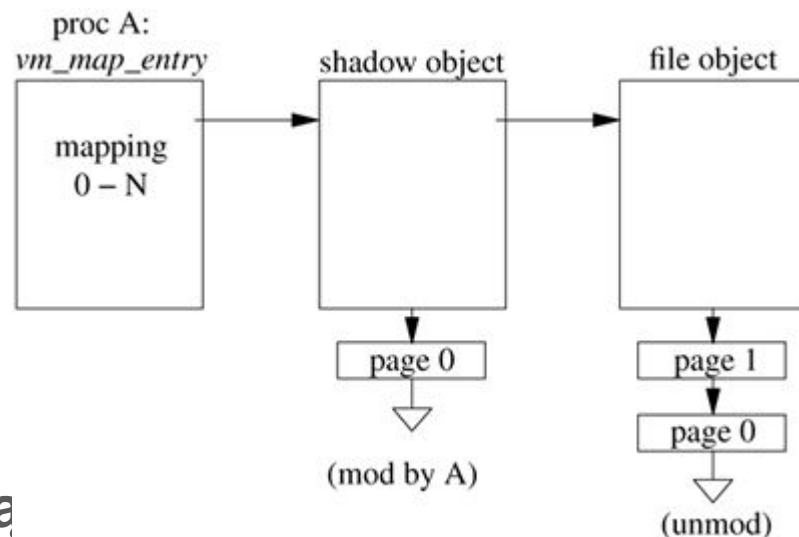 proc A:
vm_map_entry
shadow object
file object
mapping
0 – N
page 0
page 1
page 0
(mod by A)
(unmod)